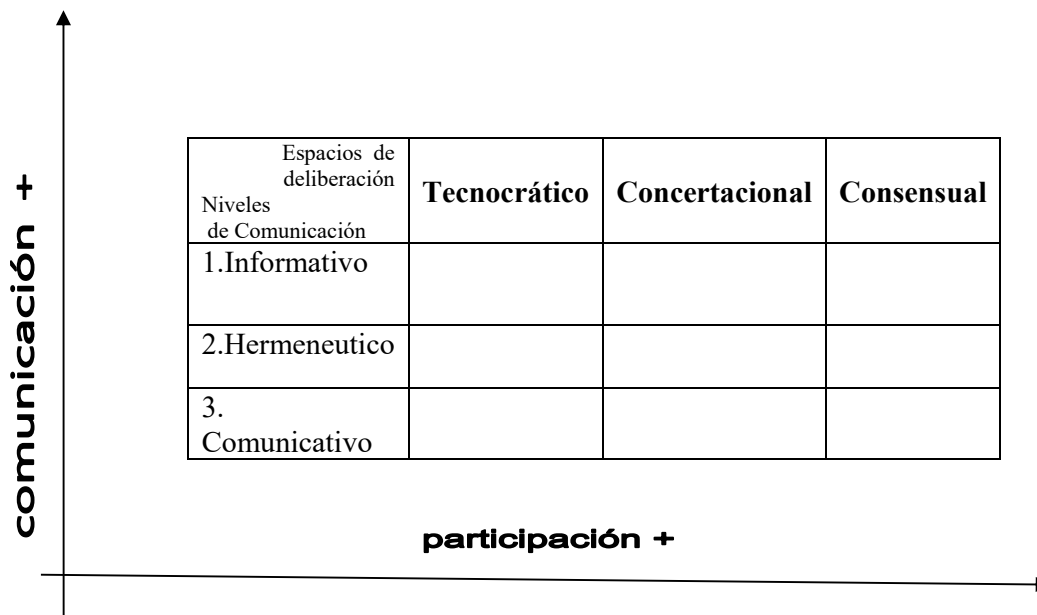 comunicación +
Espacios de
deliberación
Niveles
de Comunicación
Tecnocrático
Concertacional
Consensual
1.Informativo
2.Hermeneutico
3.
Comunicativo
participación +